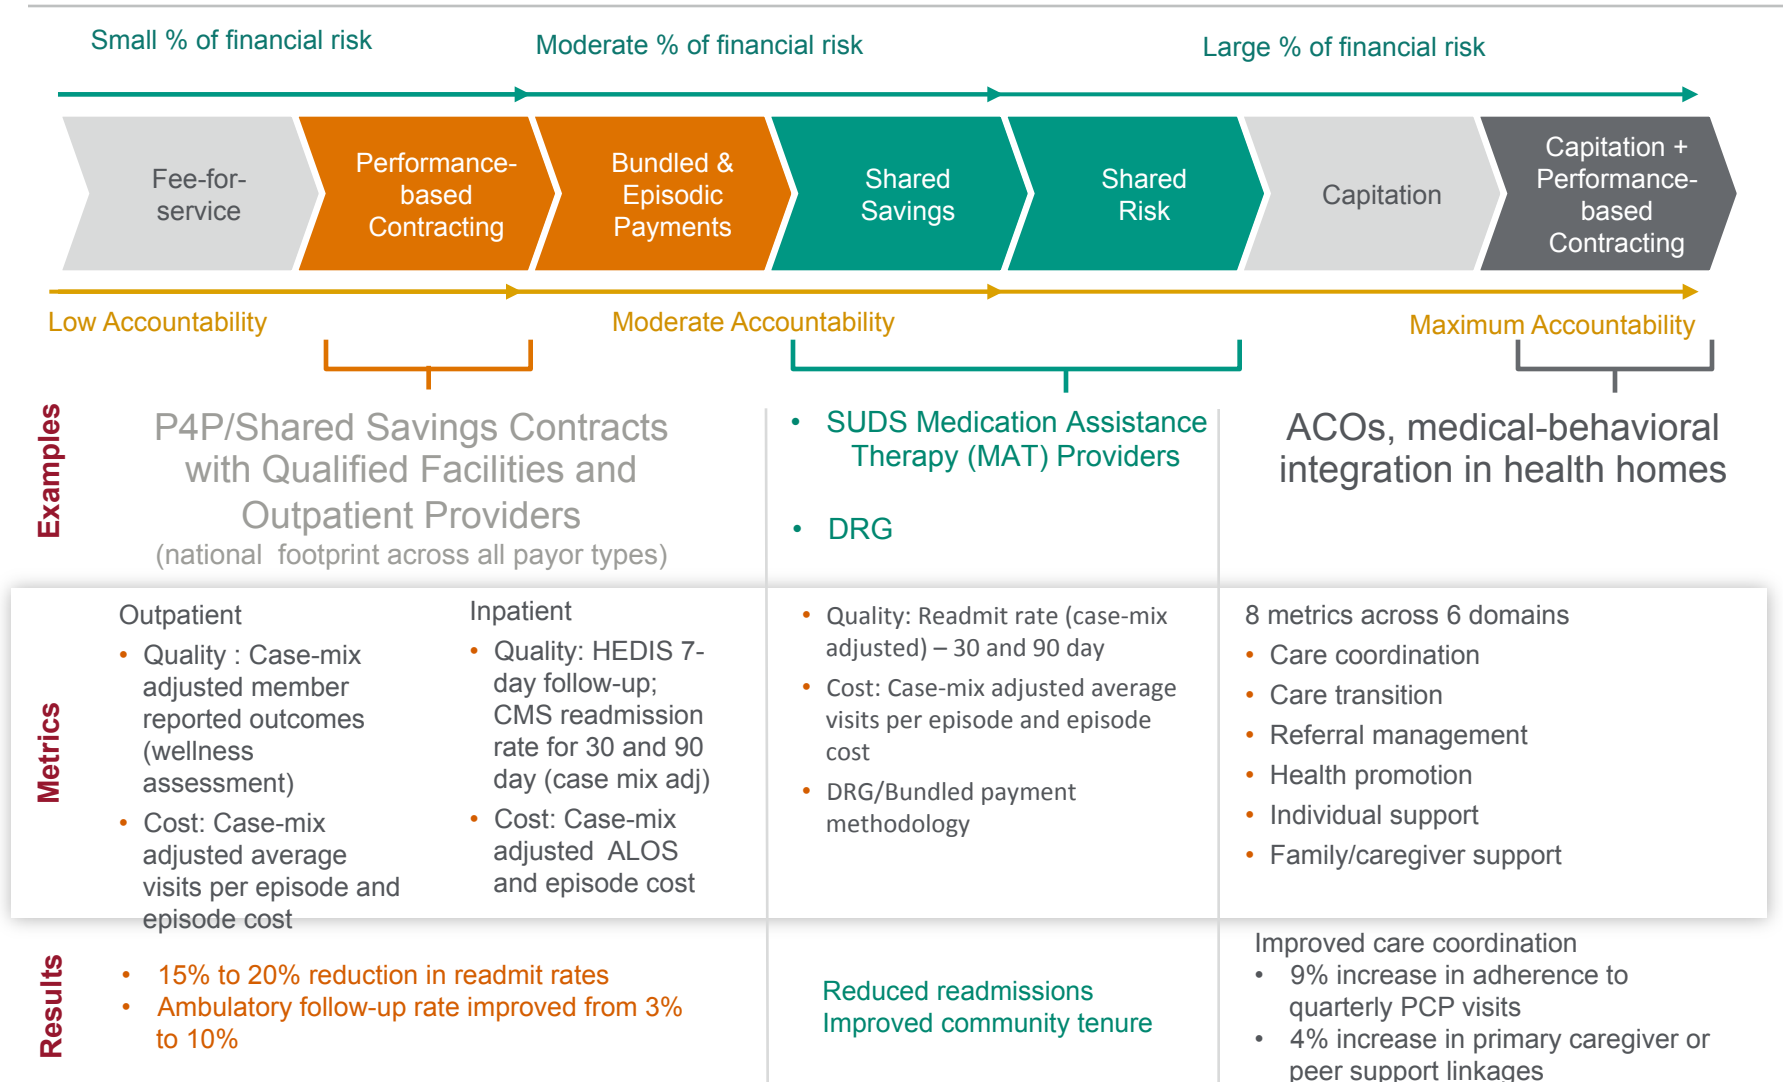 Small % of financial risk
Moderate % of financial risk
Large % of financial risk
Fee-for-
service
Performance-
based
Contracting
Bundled &
Episodic
Payments
Shared
Savings
Shared
Risk
Capitation
Capitation +
Performance-
based
Contracting
Low Accountability
Moderate Accountability
Maximum Accountability
Examples
P4P/Shared Savings Contracts
with Qualified Facilities and
Outpatient Providers
(national footprint across all payor types)
• SUDS Medication Assistance
Therapy (MAT) Providers
• DRG
ACOs, medical-behavioral
integration in health homes
Metrics
Outpatient
• Quality : Case-mix
adjusted member
reported outcomes
(wellness
assessment)
• Cost: Case-mix
adjusted average
visits per episode and
episode cost
Inpatient
• Quality: HEDIS 7-
day follow-up;
CMS readmission
rate for 30 and 90
day (case mix adj)
• Cost: Case-mix
adjusted ALOS
and episode cost
• Quality: Readmit rate (case-mix
adjusted) – 30 and 90 day
• Cost: Case-mix adjusted average
visits per episode and episode
cost
• DRG/Bundled payment
methodology
8 metrics across 6 domains
• Care coordination
• Care transition
• Referral management
• Health promotion
• Individual support
• Family/caregiver support
Results
• 15% to 20% reduction in readmit rates
• Ambulatory follow-up rate improved from 3%
to 10%
Reduced readmissions
Improved community tenure
Improved care coordination
• 9% increase in adherence to
quarterly PCP visits
• 4% increase in primary caregiver or
peer support linkages